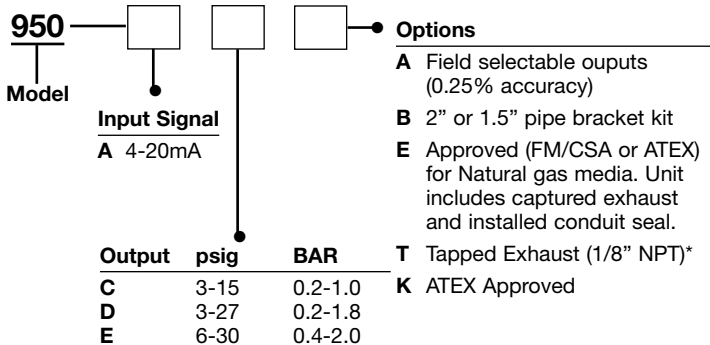 950
Model
Input Signal
A 4-20mA
Output psig BAR
C 3-15 0.2-1.0
D 3-27 0.2-1.8
E 6-30 0.4-2.0
Options
A Field selectable ouputs
(0.25% accuracy)
B 2” or 1.5” pipe bracket kit
E Approved (FM/CSA or ATEX)
for Natural gas media. Unit
includes captured exhaust
and installed conduit seal.
T Tapped Exhaust (1/8” NPT)*
K ATEX Approved